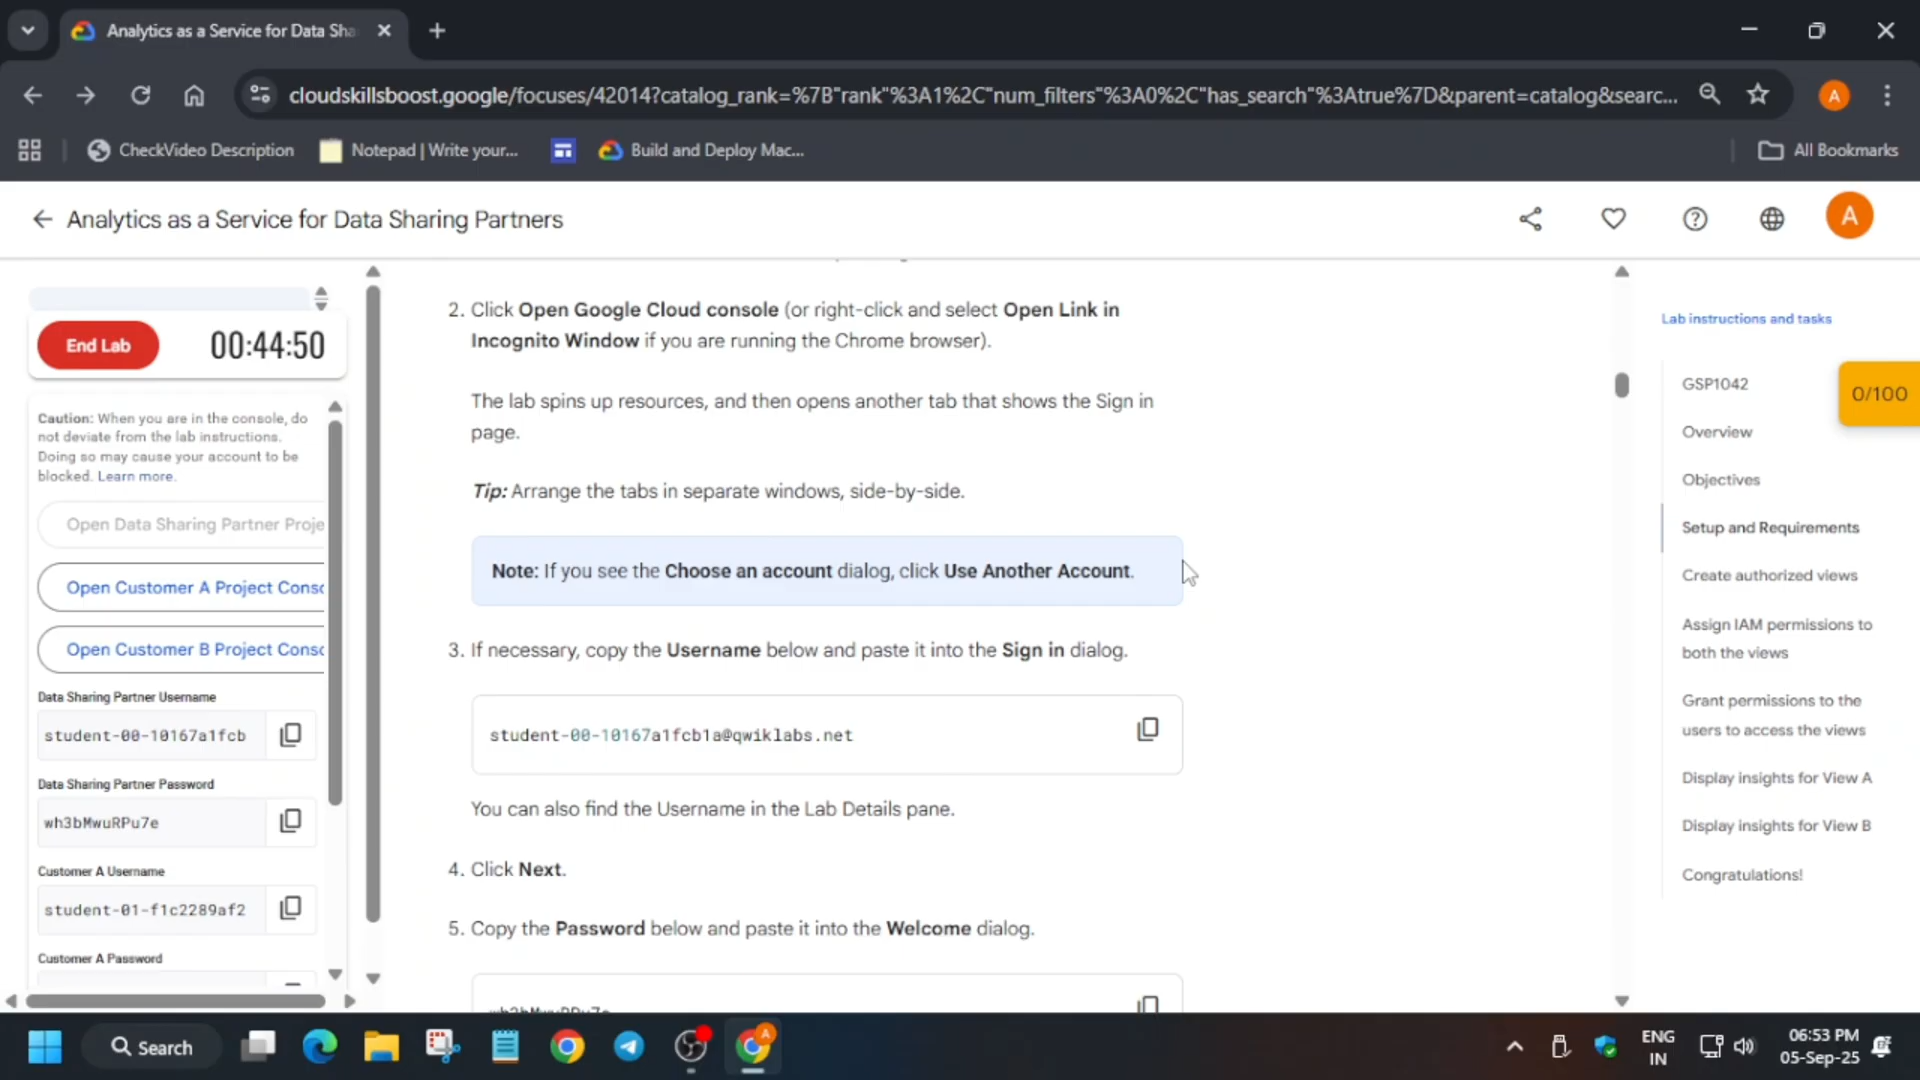 Analytics as a Service for Data Sha
cloudskillsboost.google/focuses/42014?catalog_rank=%7B"rank"%3A1%2C"num_filters"%3A0%2C"has_search"%3Atrue%7D&parent=catalog&searc...
A
CheckVideo Description
Notepad | Write your...
Build and Deploy Mac...
All Bookmarks
Analytics as a Service for Data Sharing Partners
A
End Lab
00:44:50
Caution: When you are in the console, do
not deviate from the lab instructions.
Doing so may cause your account to be
blocked. Learn more.
Open Data Sharing Partner Proje
Open Customer A Project Conso
Open Customer B Project Conso
Data Sharing Partner Username
student-00-10167a1fcb
Data Sharing Partner Password
wh3bMwuRPu7e
Customer A Username
student-01-f1c2289af2
Customer A Password
2. Click Open Google Cloud console (or right-click and select Open Link in
Incognito Window if you are running the Chrome browser).
The lab spins up resources, and then opens another tab that shows the Sign in
page.
Tip: Arrange the tabs in separate windows, side-by-side.
Note: If you see the Choose an account dialog, click Use Another Account.
3. If necessary, copy the Username below and paste it into the Sign in dialog.
student-00-10167a1fcb1a@qwiklabs.net
You can also find the Username in the Lab Details pane.
4. Click Next.
5. Copy the Password below and paste it into the Welcome dialog.
wh3bMwuRPu7e
Lab instructions and tasks
GSP1042
0/100
Overview
Objectives
Setup and Requirements
Create authorized views
Assign IAM permissions to
both the views
Grant permissions to the
users to access the views
Display insights for View A
Display insights for View B
Congratulations!
Search
A
ENG
IN
06:53 PM
05-Sep-25